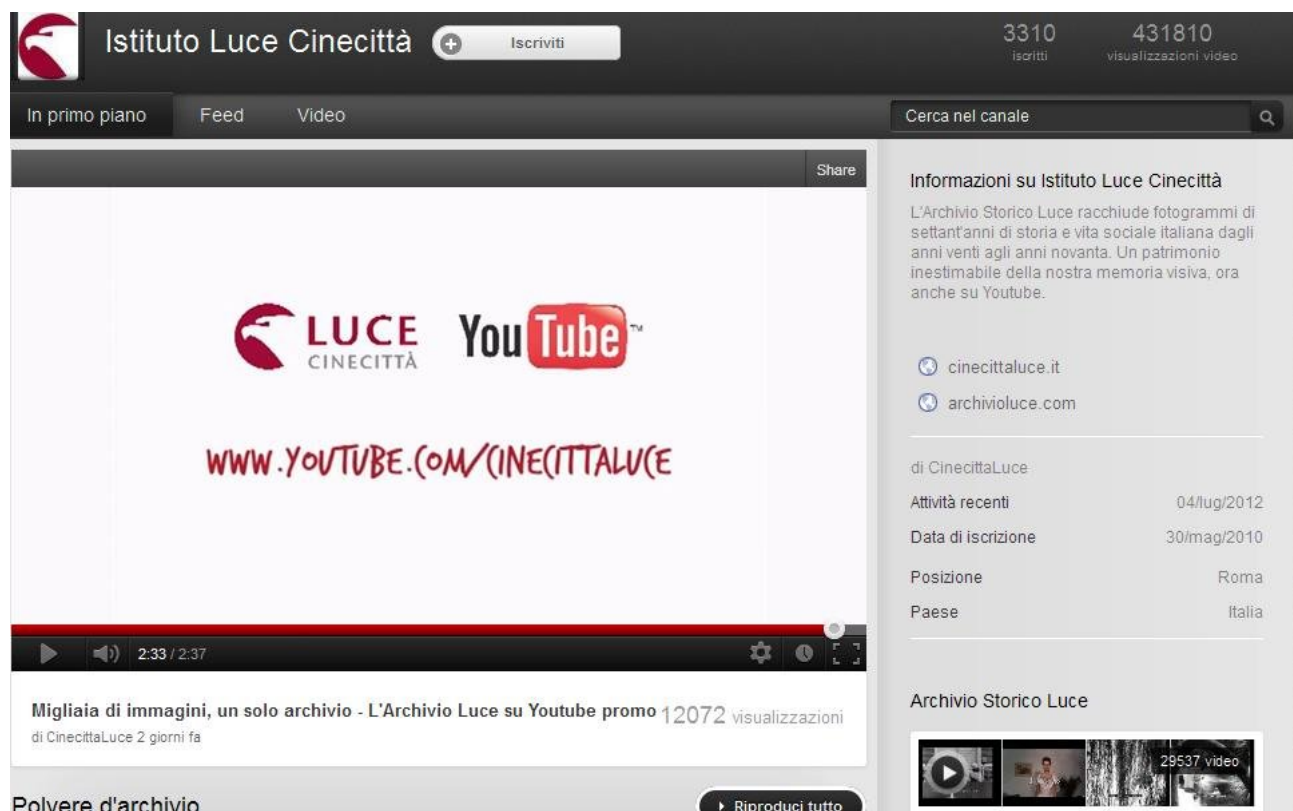 Istituto Luce Cinecittà
Iscriviti
3310
iscritti
431810
visualizzazioni video
In primo piano
Feed
Video
Cerca nel canale
Share
LUCE
CINECITTÀ
YouTube™
WWW.YOUTUBE.COM/CINECITTALUCE
2:33 / 2:37
Migliaia di immagini, un solo archivio - L'Archivio Luce su Youtube promo
12072 visualizzazioni
di CinecittaLuce 2 giorni fa
Polvere d'archivio
Riproduci tutto
Informazioni su Istituto Luce Cinecittà
L'Archivio Storico Luce racchiude fotogrammi di
settant'anni di storia e vita sociale italiana dagli
anni venti agli anni novanta. Un patrimonio
inestimabile della nostra memoria visiva, ora
anche su Youtube.
cinecittaluce.it
archivioluce.com
di CinecittaLuce
Attività recenti 04/lug/2012
Data di iscrizione 30/mag/2010
Posizione Roma
Paese Italia
Archivio Storico Luce
29537 video